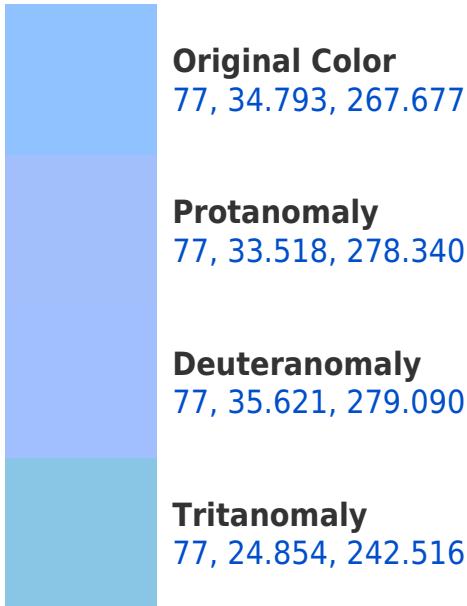 Original Color
77, 34.793, 267.677
Protanomaly
77, 33.518, 278.340
Deuteranomaly
77, 35.621, 279.090
Tritanomaly
77, 24.854, 242.516